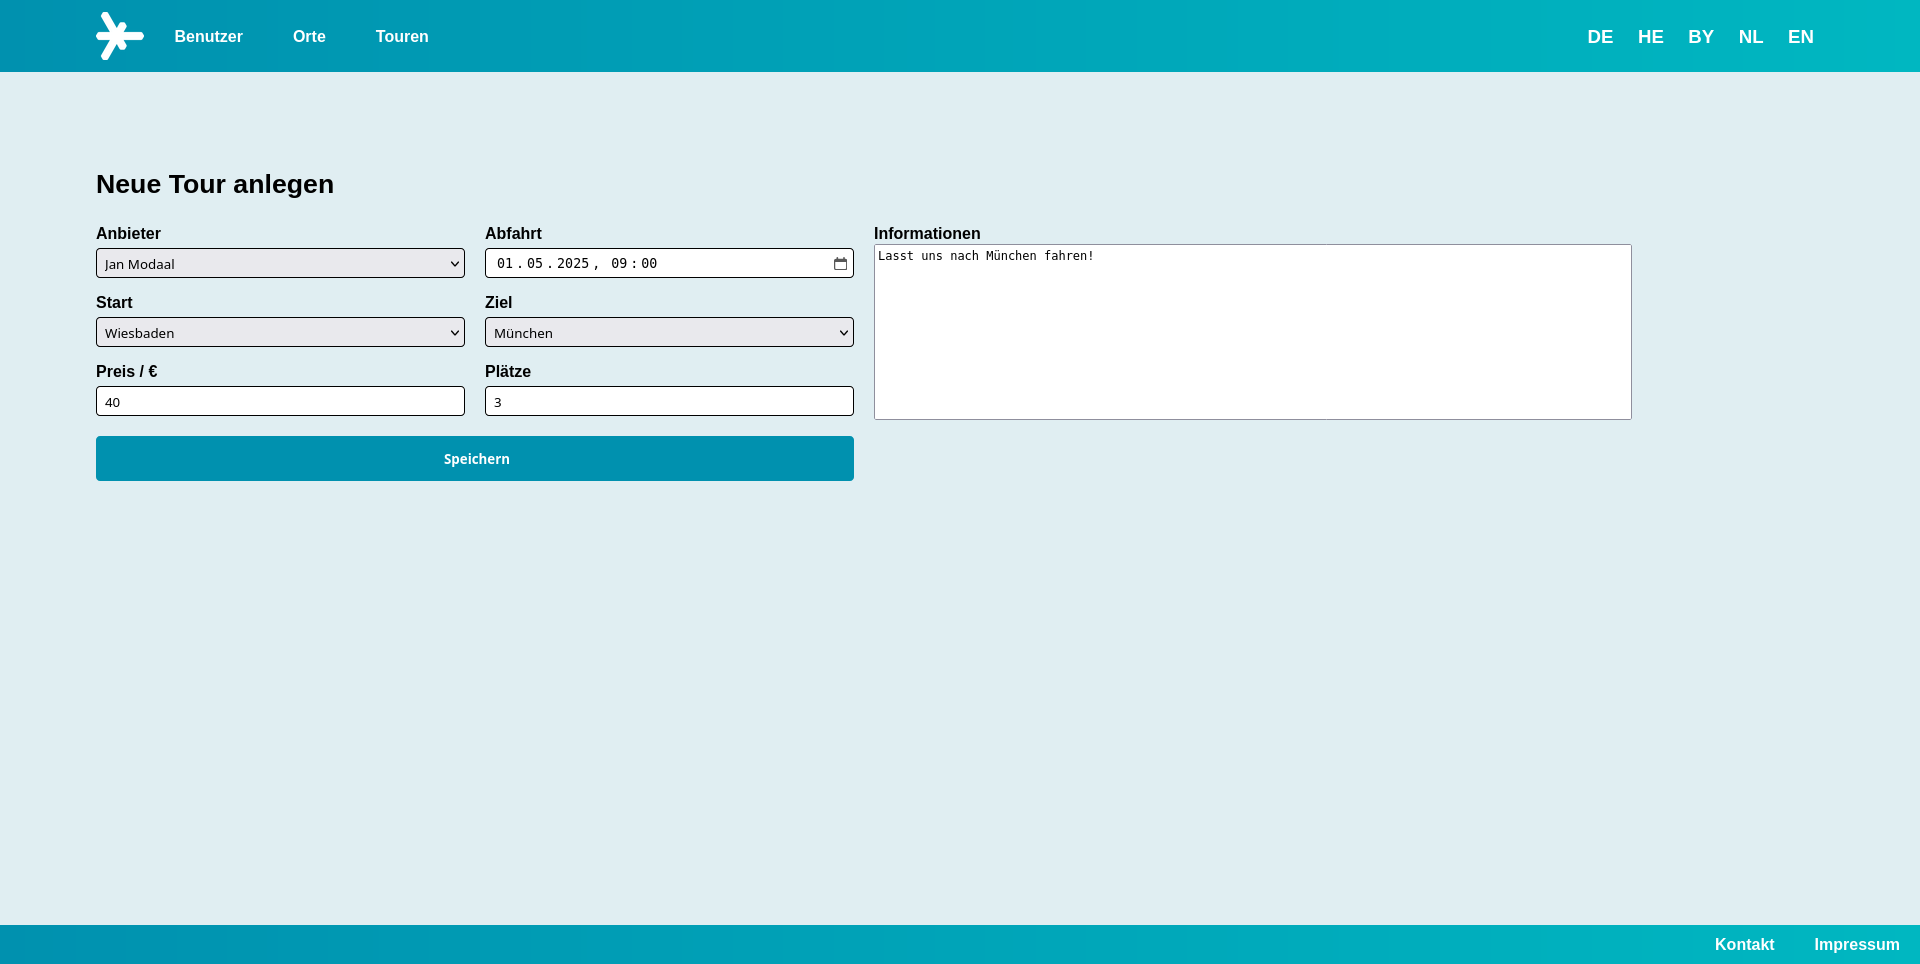 Benutzer Orte Touren DE HE BY NL EN
Neue Tour anlegen
Anbieter Abfahrt Informationen
Jan Modaal 01.05.2025, 09:00 Lasst uns nach München fahren!
Start Ziel
Wiesbaden München
Preis / € Plätze
40 3
Speichern
Kontakt Impressum